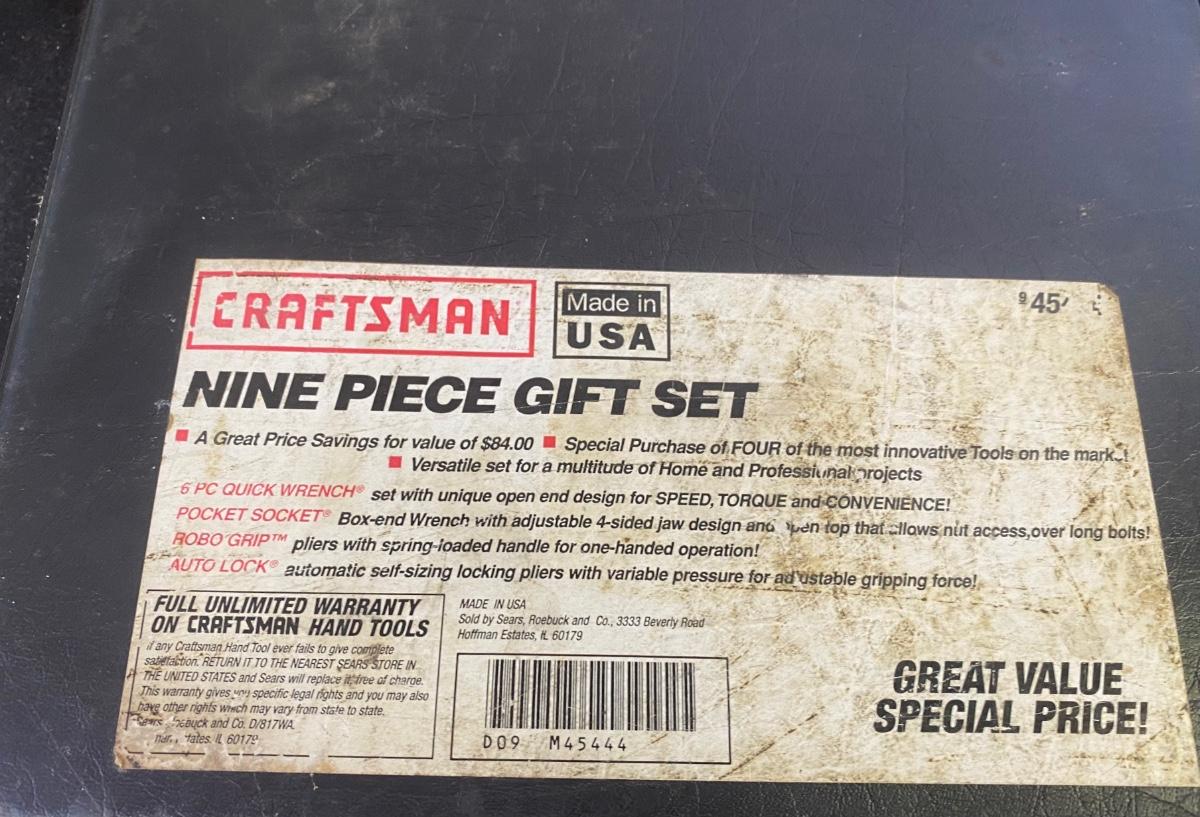 CRAFTSMAN
Made in
USA
9 45
NINE PIECE GIFT SET
A Great Price Savings for value of $84.00 Special Purchase of FOUR of the most innovative Tools on the
Versatile set for a multitude of Home and Professional projects
6 PC QUICK WRENCH® set with unique open end design for SPEED, TORQUE and CONVENIENCE!
POCKET SOCKET® Box-end Wrench with adjustable 4-sided jaw design and open top that allows nut access, over long bolts!
ROBO GRIP™ pliers with spring-loaded handle for one-handed operation!
AUTO LOCK® automatic self-sizing locking pliers with variable pressure for adjustable gripping force!
FULL UNLIMITED WARRANTY
ON CRAFTSMAN HAND TOOLS
if any Craftsman Hand Tool ever fails to give complete
satisfaction. RETURN IT TO THE NEAREST SEARS STORE IN
THE UNITED STATES and Sears will replace it, free of charge.
This warranty gives you specific legal rights and you may also
have other rights which may vary from state to state.
Sears Roebuck and Co. D/817WA
IL 60179
MADE IN USA
Sold by Sears, Roebuck and Co., 3333 Beverly Road
Hoffman Estates, IL 60179
D09 M45444
GREAT VALUE
SPECIAL PRICE!